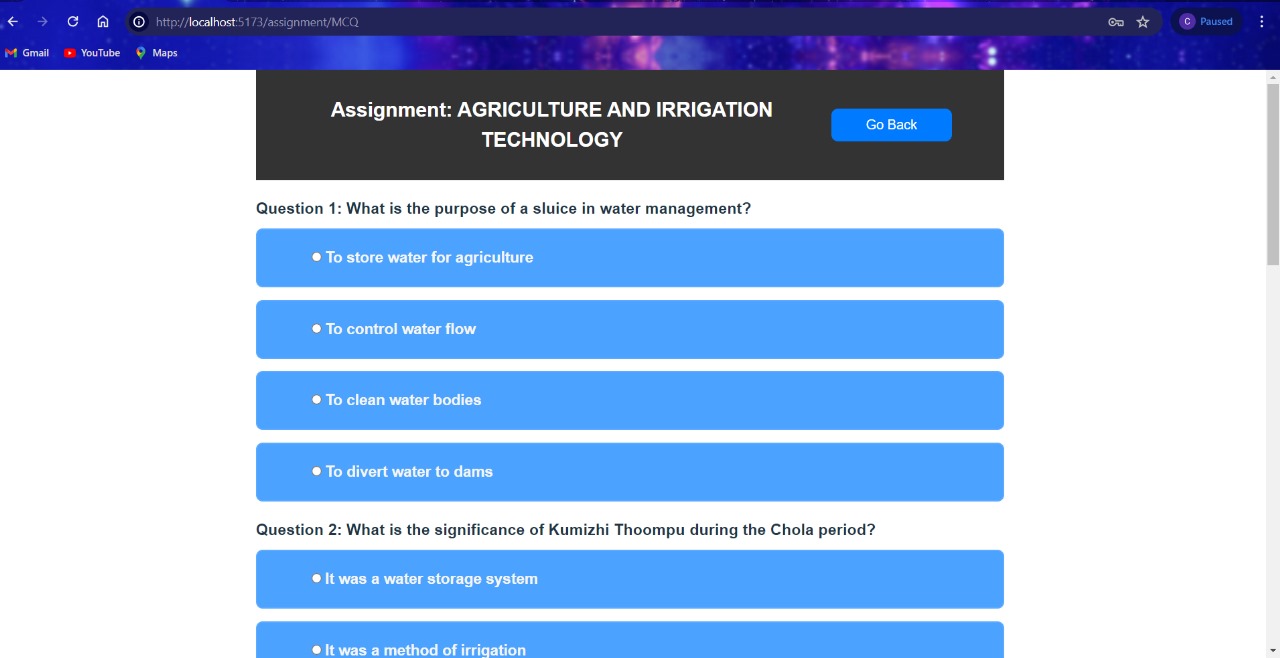 http://localhost:5173/assignment/MCQ
C Paused
Gmail YouTube Maps
Assignment: AGRICULTURE AND IRRIGATION
TECHNOLOGY
Go Back
Question 1: What is the purpose of a sluice in water management?
To store water for agriculture
To control water flow
To clean water bodies
To divert water to dams
Question 2: What is the significance of Kumizhi Thoompu during the Chola period?
It was a water storage system
It was a method of irrigation